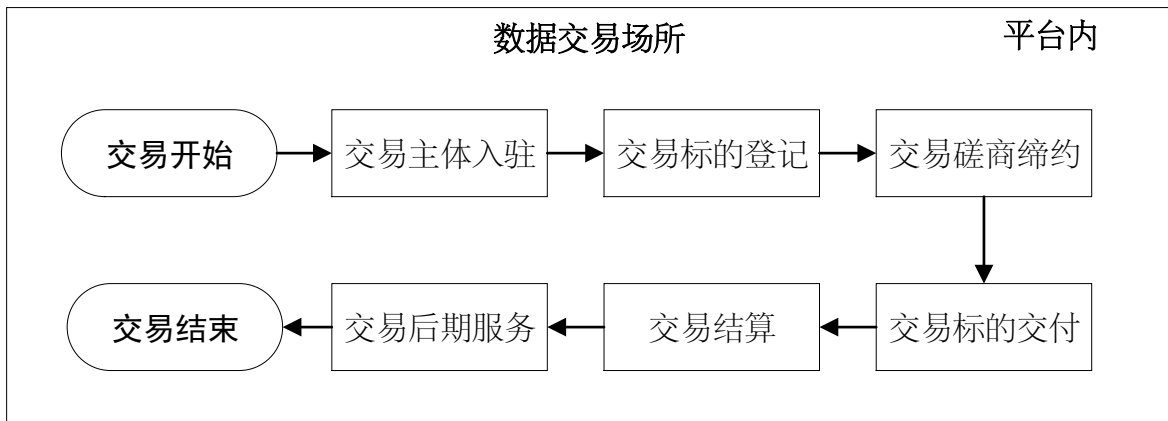 数据交易场所
平台内
交易开始
交易主体入驻
交易标的登记
交易磋商缔约
交易结束
交易后期服务
交易结算
交易标的交付